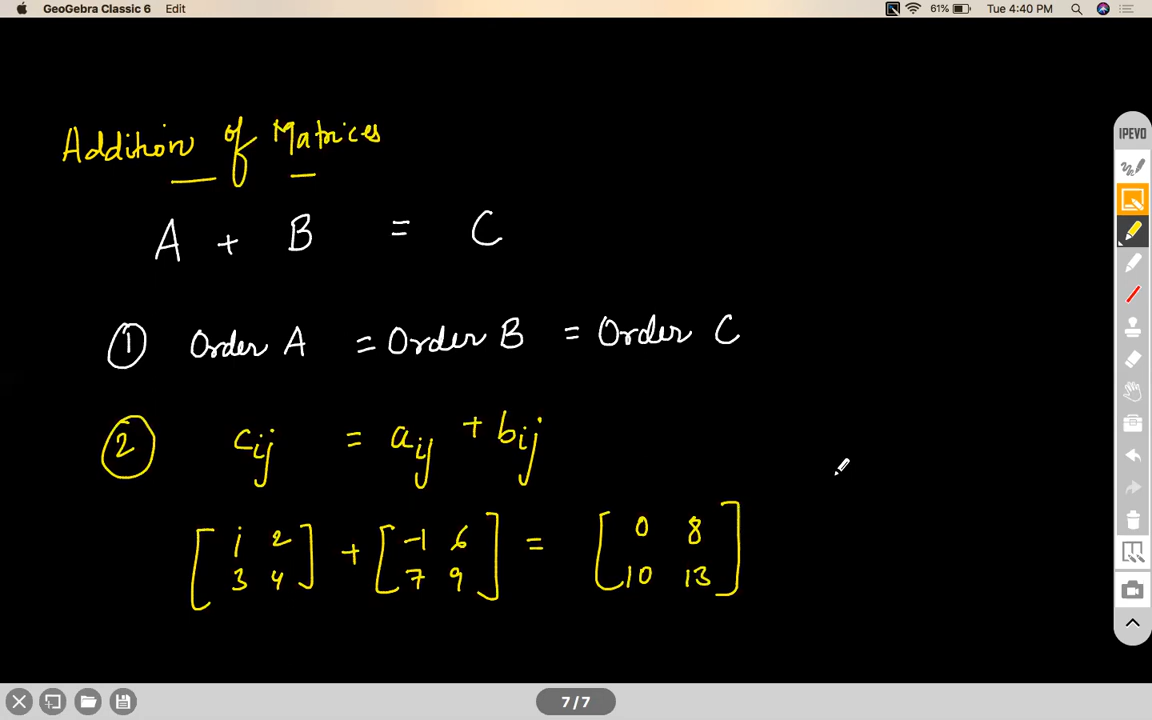 GeoGebra Classic 6 Edit 61% Tue 4:40 PM
Addition of Matrices
A + B = C
① Order A = Order B = Order C
② cij = aij + bij
[1 2] + [-1 6] = [0 8]
[3 4] [7 9] [10 13]
IPEVO
7/7